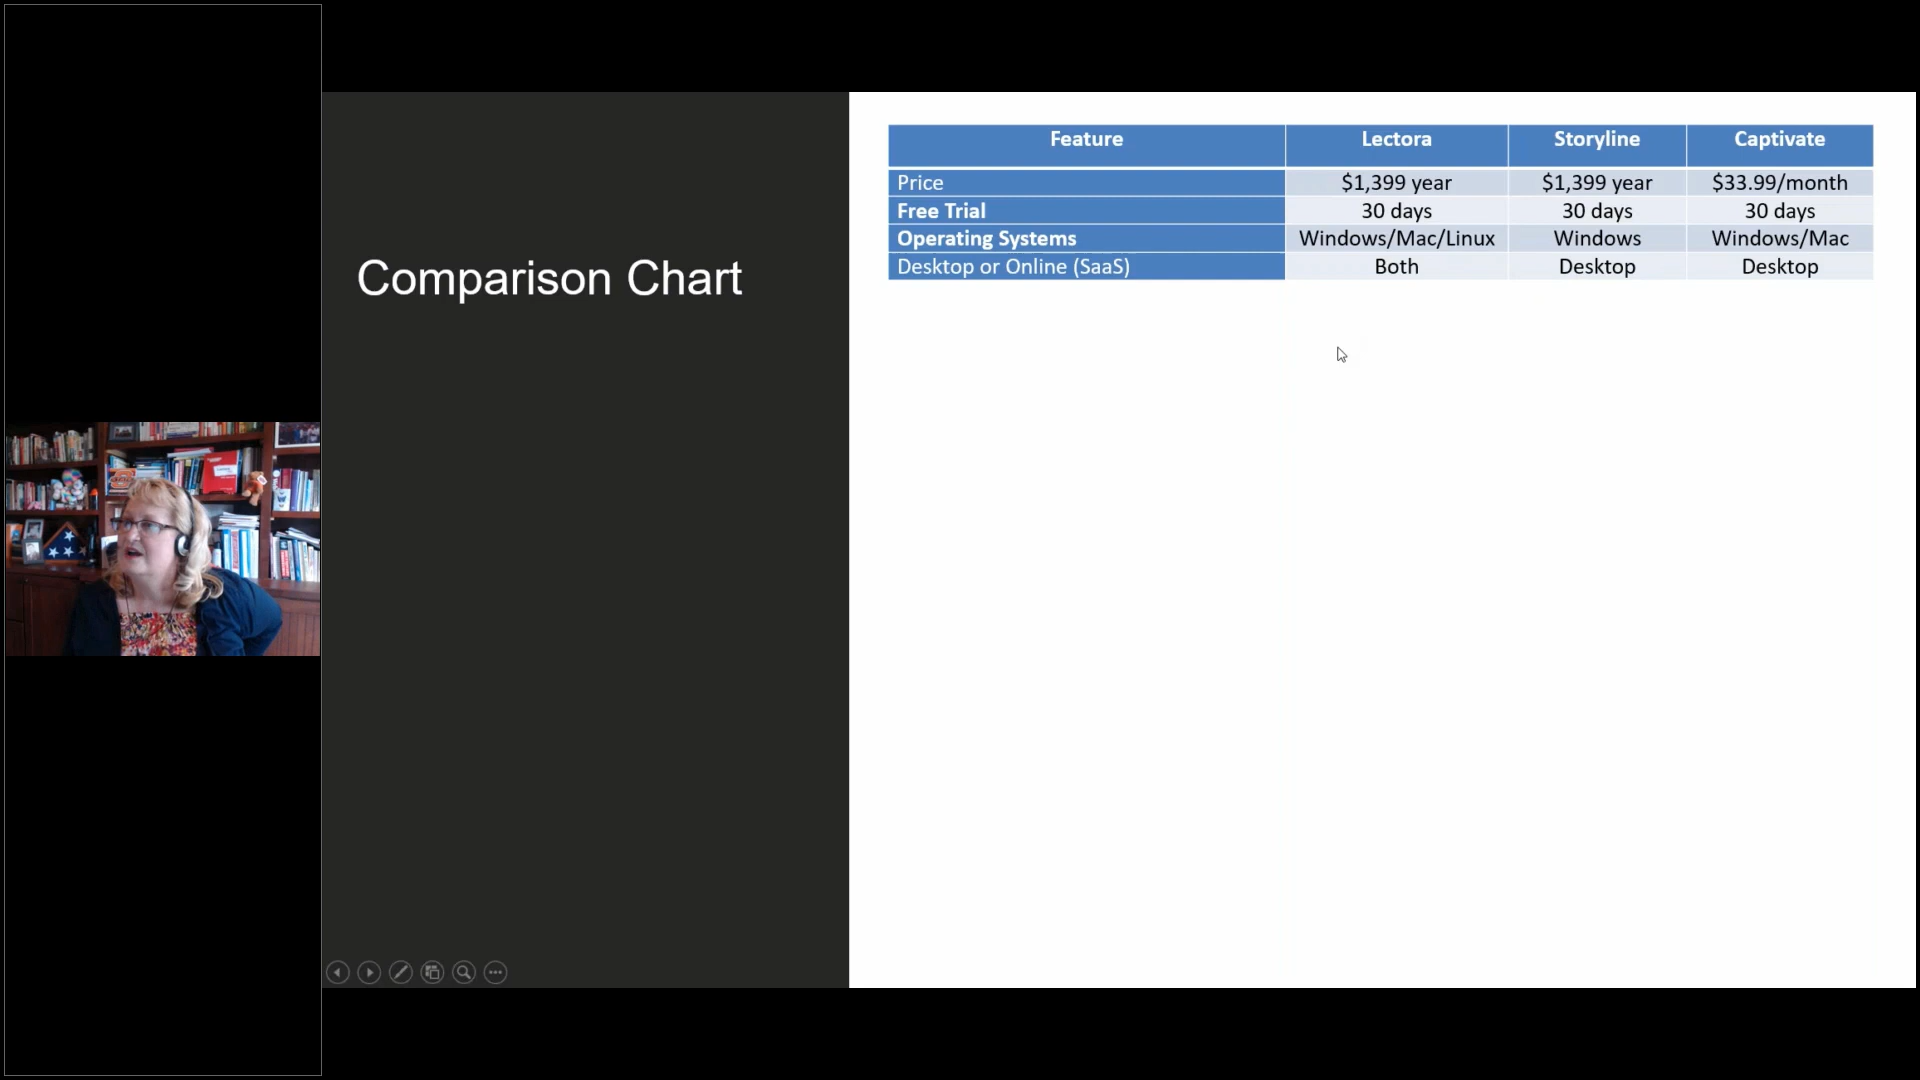 Comparison Chart
Feature Lectora Storyline Captivate
Price $1,399 year $1,399 year $33.99/month
Free Trial 30 days 30 days 30 days
Operating Systems Windows/Mac/Linux Windows Windows/Mac
Desktop or Online (SaaS) Both Desktop Desktop